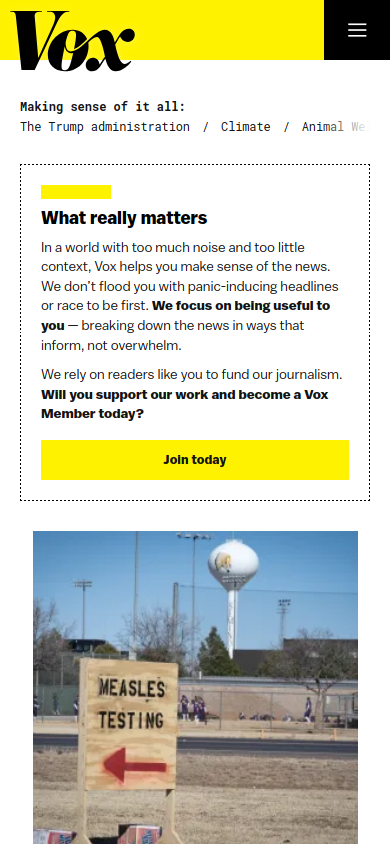 Vox
Making sense of it all:
The Trump administration / Climate / Animal We
What really matters
In a world with too much noise and too little
context, Vox helps you make sense of the news.
We don't flood you with panic-inducing headlines
or race to be first. We focus on being useful to
you — breaking down the news in ways that
inform, not overwhelm.
We rely on readers like you to fund our journalism.
Will you support our work and become a Vox
Member today?
Join today
MEASLES
TESTING